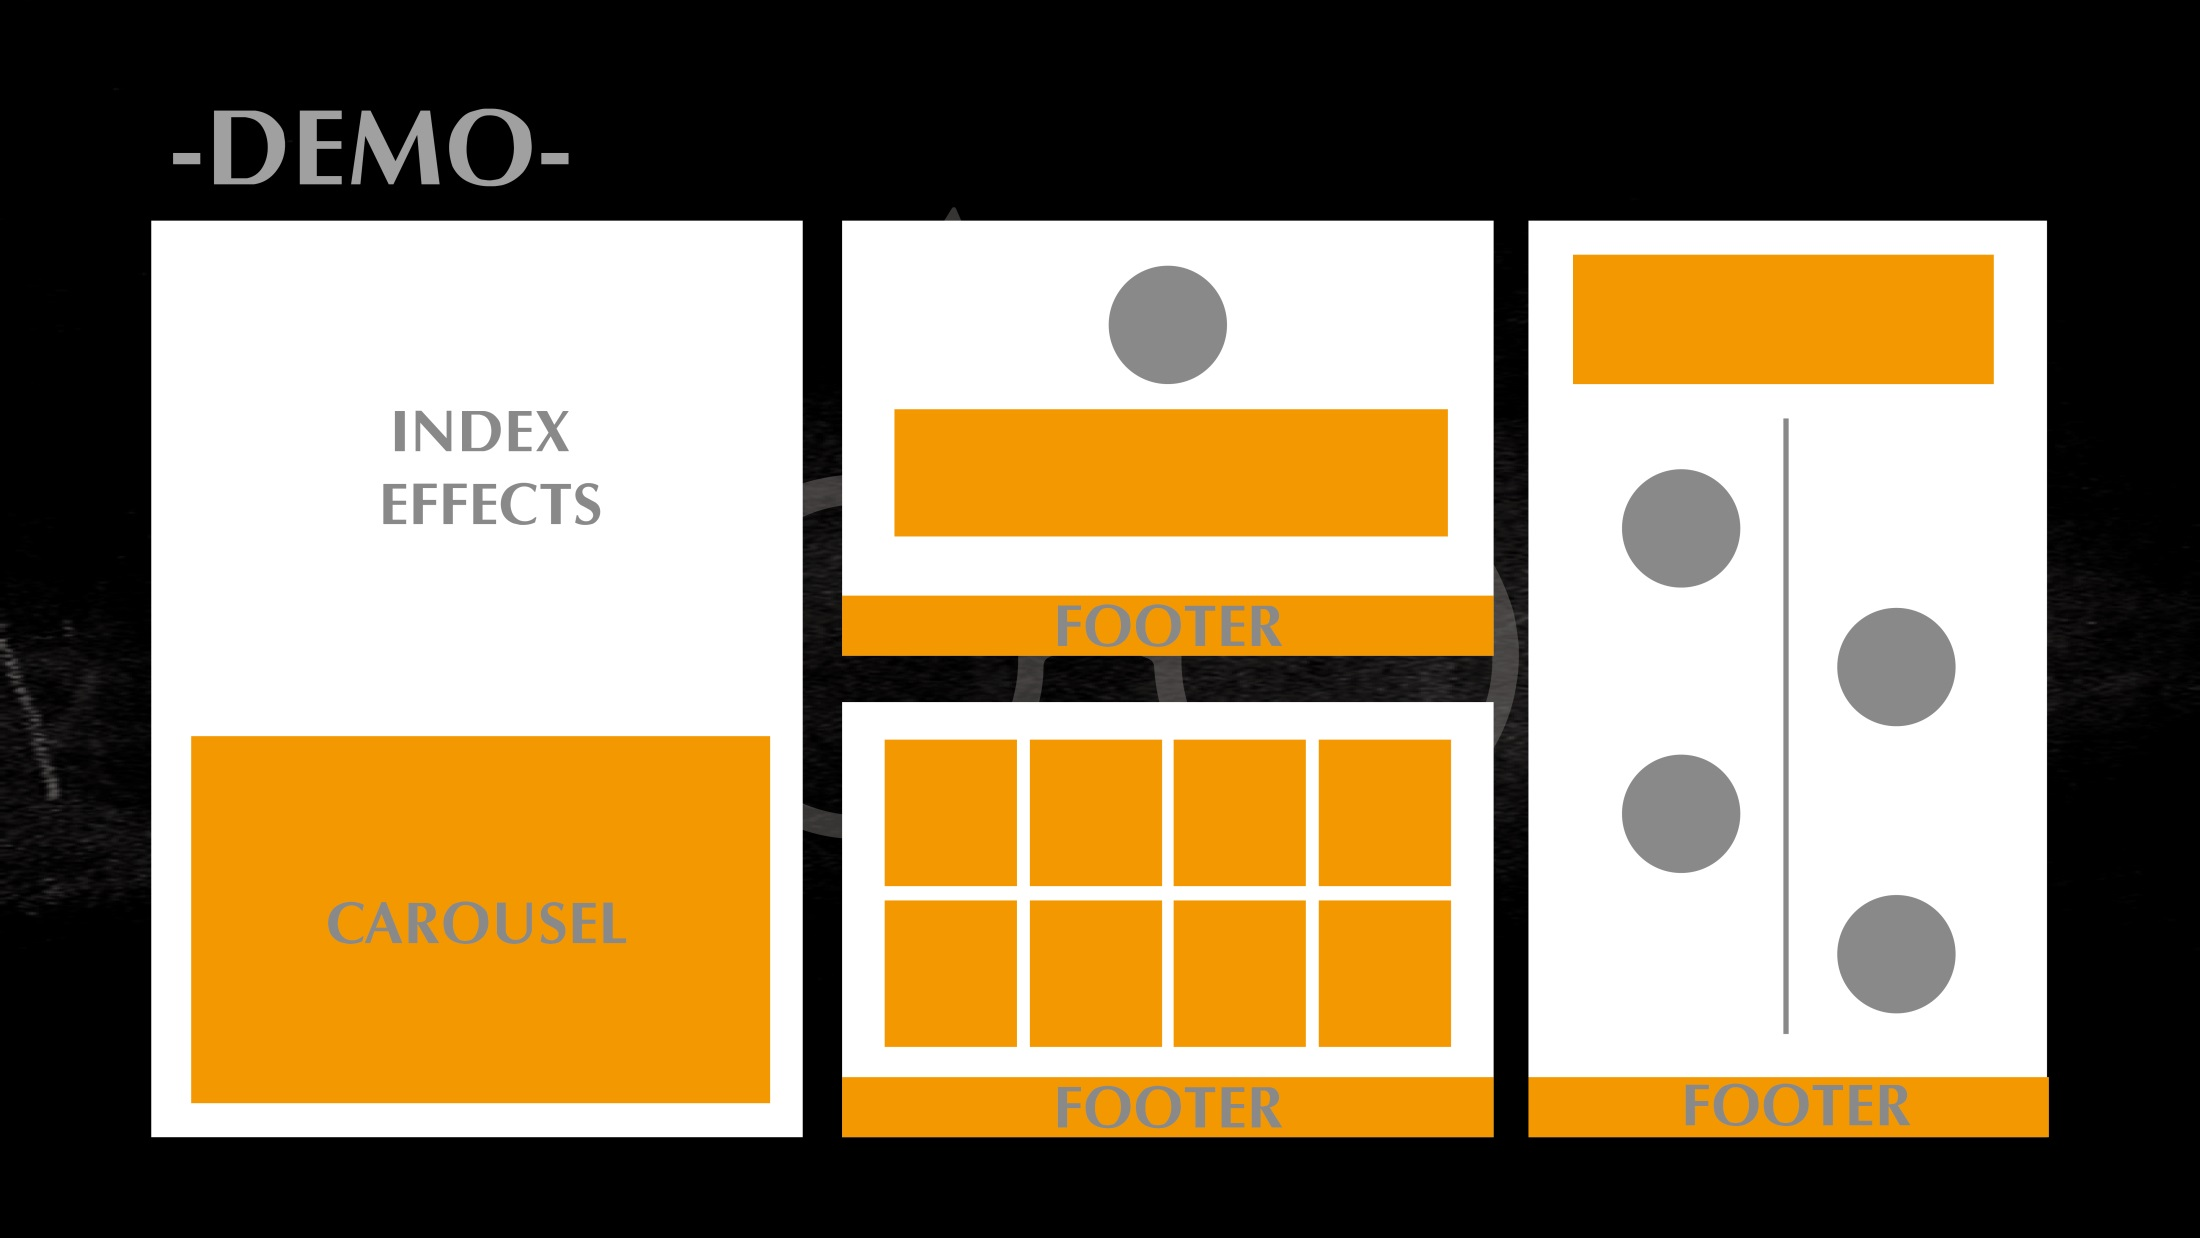 -DEMO-
INDEX
EFFECTS
CAROUSEL
FOOTER
FOOTER
FOOTER